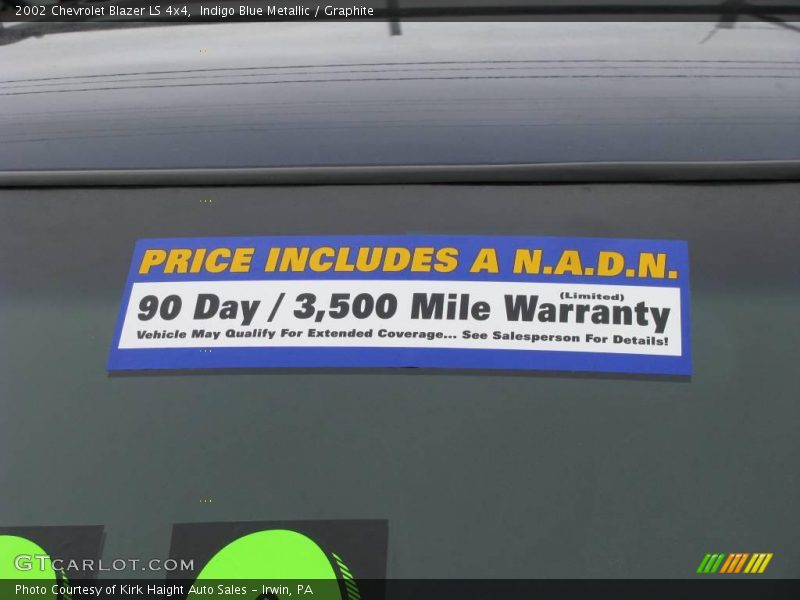 2002 Chevrolet Blazer LS 4x4, Indigo Blue Metallic / Graphite
PRICE INCLUDES A N.A.D.N.
(Limited)
90 Day / 3,500 Mile Warranty
Vehicle May Qualify For Extended Coverage... See Salesperson For Details!
GTCARLOT.COM
Photo Courtesy of Kirk Haight Auto Sales - Irwin, PA